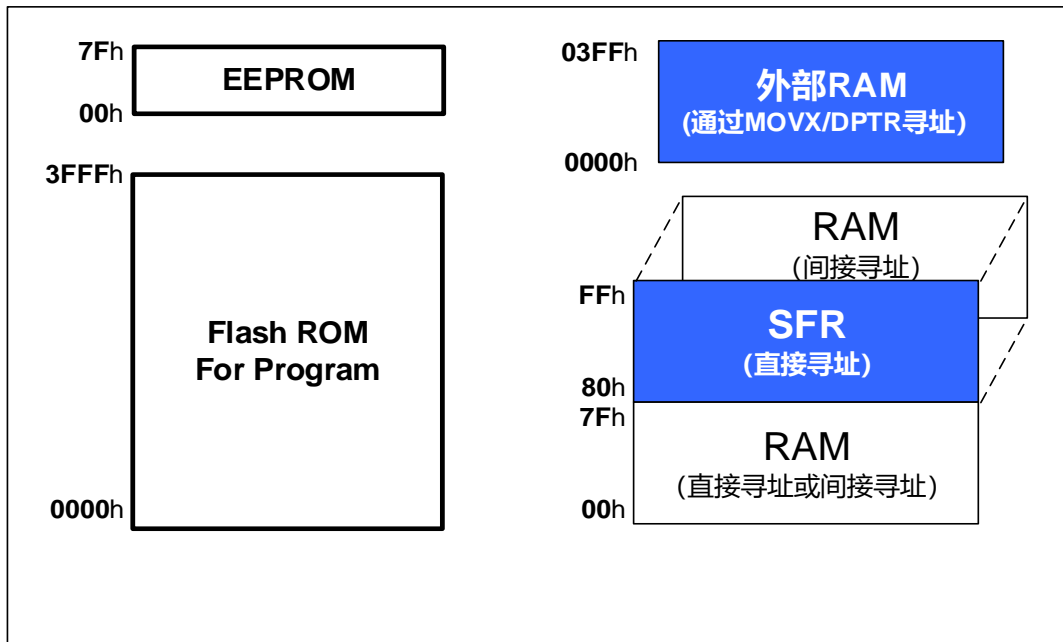 7Fh
EEPROM
00h
3FFFh
Flash ROM
For Program
0000h
03FFh
外部RAM
(通过MOVX/DPTR寻址)
0000h
RAM
(间接寻址)
FFh
SFR
(直接寻址)
80h
7Fh
RAM
(直接寻址或间接寻址)
00h